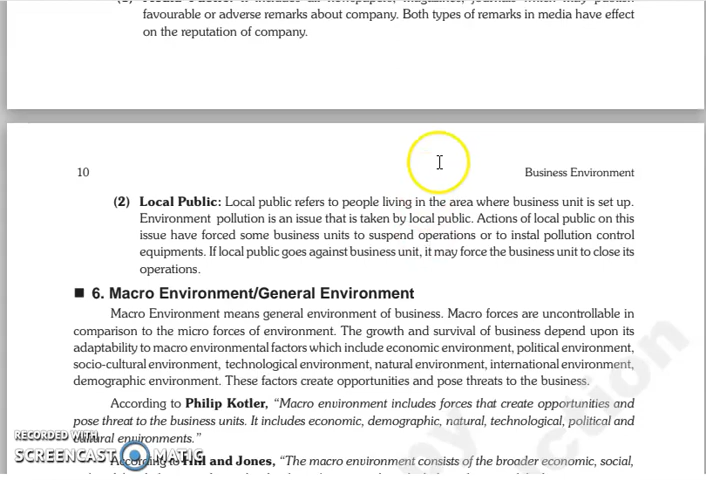 favourable or adverse remarks about company. Both types of remarks in media have effect
on the reputation of company.
10 Business Environment
(2) Local Public: Local public refers to people living in the area where business unit is set up.
Environment pollution is an issue that is taken by local public. Actions of local public on this
issue have forced some business units to suspend operations or to instal pollution control
equipments. If local public goes against business unit, it may force the business unit to close its
operations.
6. Macro Environment/General Environment
Macro Environment means general environment of business. Macro forces are uncontrollable in
comparison to the micro forces of environment. The growth and survival of business depend upon its
adaptability to macro environmental factors which include economic environment, political environment,
socio-cultural environment, technological environment, natural environment, international environment,
demographic environment. These factors create opportunities and pose threats to the business.
According to Philip Kotler, “Macro environment includes forces that create opportunities and
pose threat to the business units. It includes economic, demographic, natural, technological, political and
cultural environments.”
RECORDED WITH
SCREENCAST MATIC
According to Hill and Jones, “The macro environment consists of the broader economic, social,